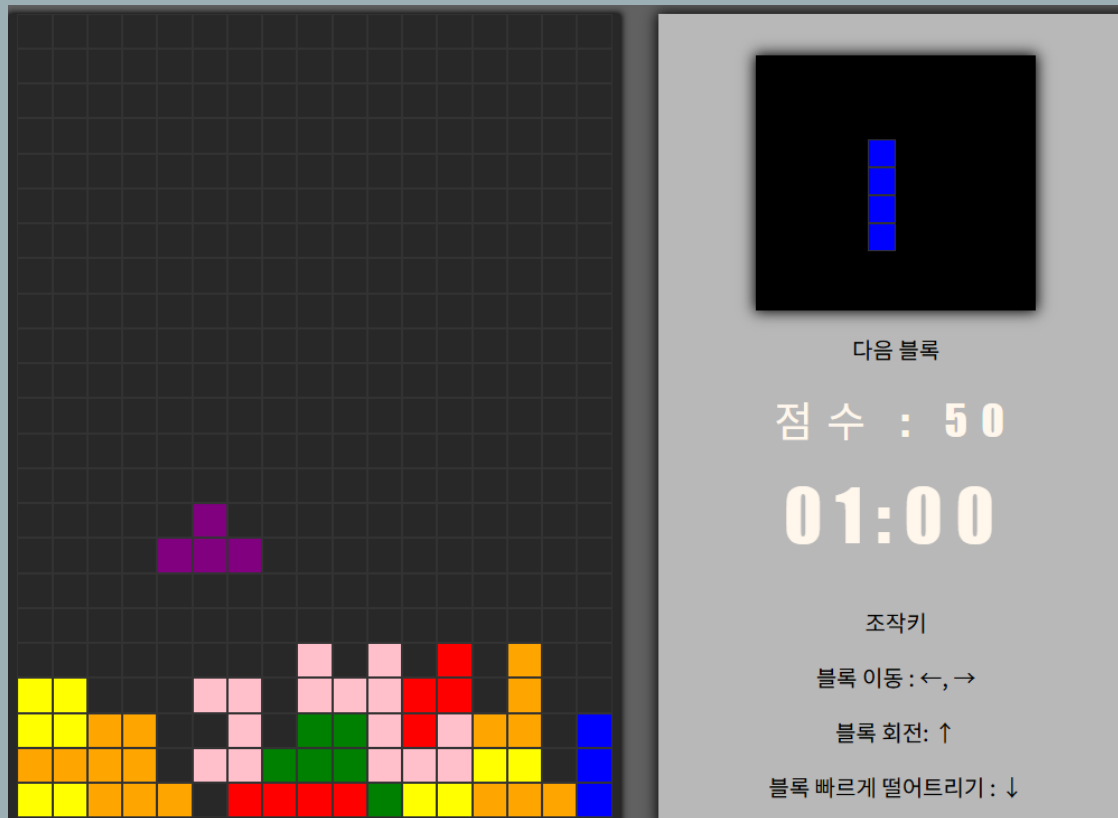 다음 블록
점수 : 50
01:00
조작키
블록 이동 : ←, →
블록 회전: ↑
블록 빠르게 떨어트리기 : ↓